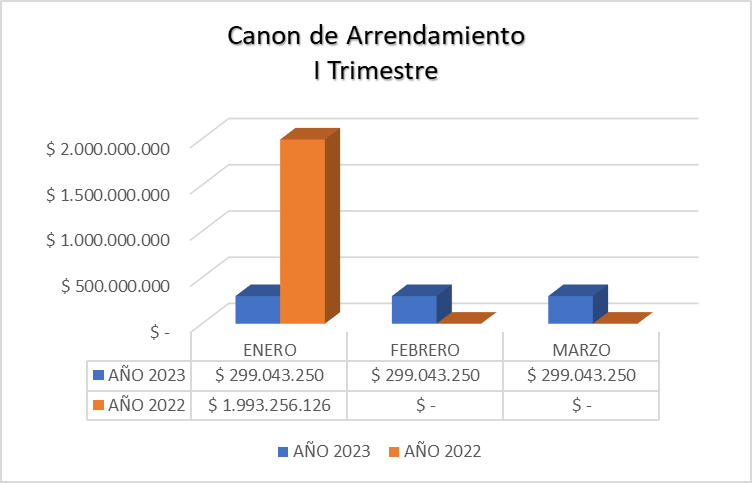 Canon de Arrendamiento
I Trimestre
$ 2.000.000.000
$ 1.500.000.000
$ 1.000.000.000
$ 500.000.000
$ -
ENERO FEBRERO MARZO
AÑO 2023 $ 299.043.250 $ 299.043.250 $ 299.043.250
AÑO 2022 $ 1.993.256.126 $ - $ -
AÑO 2023 AÑO 2022